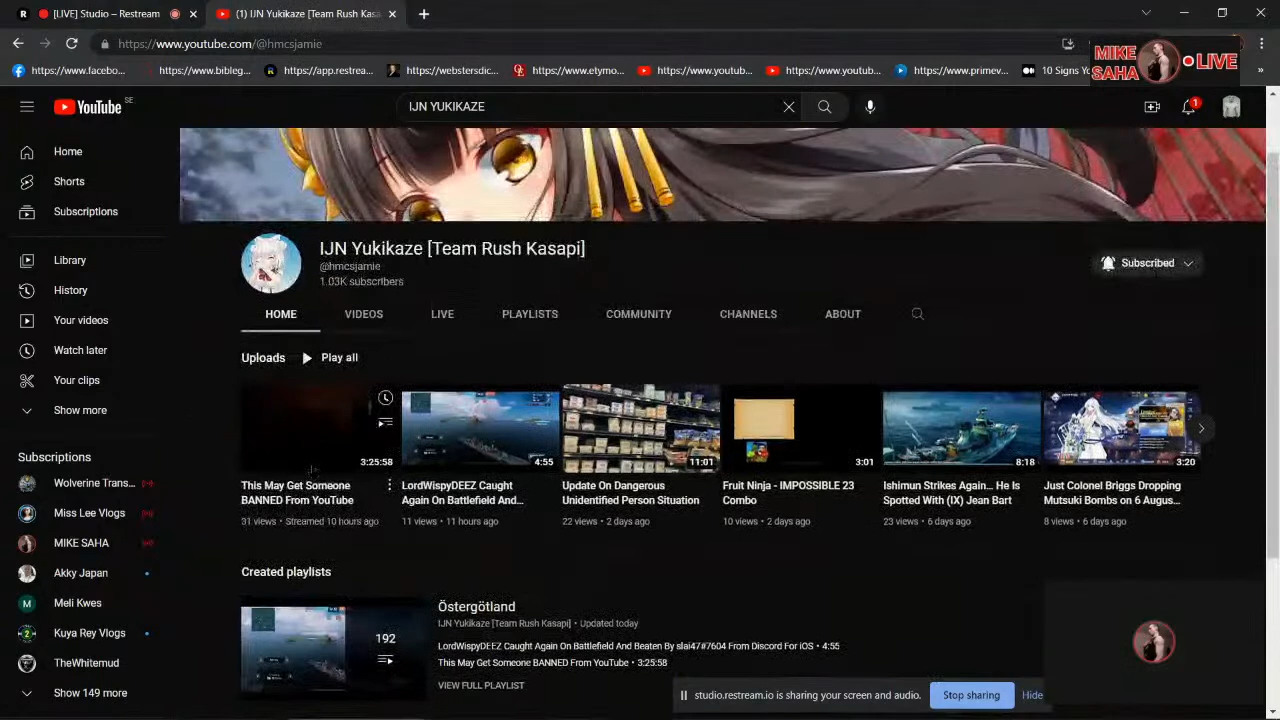 [LIVE] Studio – Restream
(1) IJN Yukikaze [Team Rush Kasa
https://www.youtube.com/@hmcsjamie
https://www.facebo...
https://www.bibleg...
https://app.restrea...
https://websterdic...
https://www.etymo...
https://www.youtub...
https://www.youtub...
https://www.primev...
10 Signs Y
»
MIKE SAHA LIVE
YouTube SE
IJN YUKIKAZE
1
Home
Shorts
Subscriptions
Library
History
Your videos
Watch later
Your clips
Show more
Subscriptions
Wolverine Trans...
Miss Lee Vlogs
MIKE SAHA
Akky Japan
M
Meli Kwes
Kuya Rey Vlogs
TheWhitemud
Show 149 more
IJN Yukikaze [Team Rush Kasapi]
@hmcsjamie
1.03K subscribers
Subscribed
HOME VIDEOS LIVE PLAYLISTS COMMUNITY CHANNELS ABOUT
Uploads Play all
3:25:58
This May Get Someone
BANNED From YouTube
31 views • Streamed 10 hours ago
4:55
LordWispyDEEZ Caught
Again On Battlefield And...
11 views • 11 hours ago
11:01
Update On Dangerous
Unidentified Person Situation
22 views • 2 days ago
3:01
Fruit Ninja - IMPOSSIBLE 23
Combo
10 views • 2 days ago
8:18
Ishimun Strikes Again... He Is
Spotted With (IX) Jean Bart
23 views • 6 days ago
3:20
Just Colonel Briggs Dropping
Mutsuki Bombs on 6 Augus...
8 views • 6 days ago
Created playlists
192
Östergötland
IJN Yukikaze [Team Rush Kasapi] • Updated today
LordWispyDEEZ Caught Again On Battlefield And Beaten By slai47#7604 From Discord For iOS • 4:55
This May Get Someone BANNED From YouTube • 3:25:58
VIEW FULL PLAYLIST
studio.restream.io is sharing your screen and audio.
Stop sharing
Hide